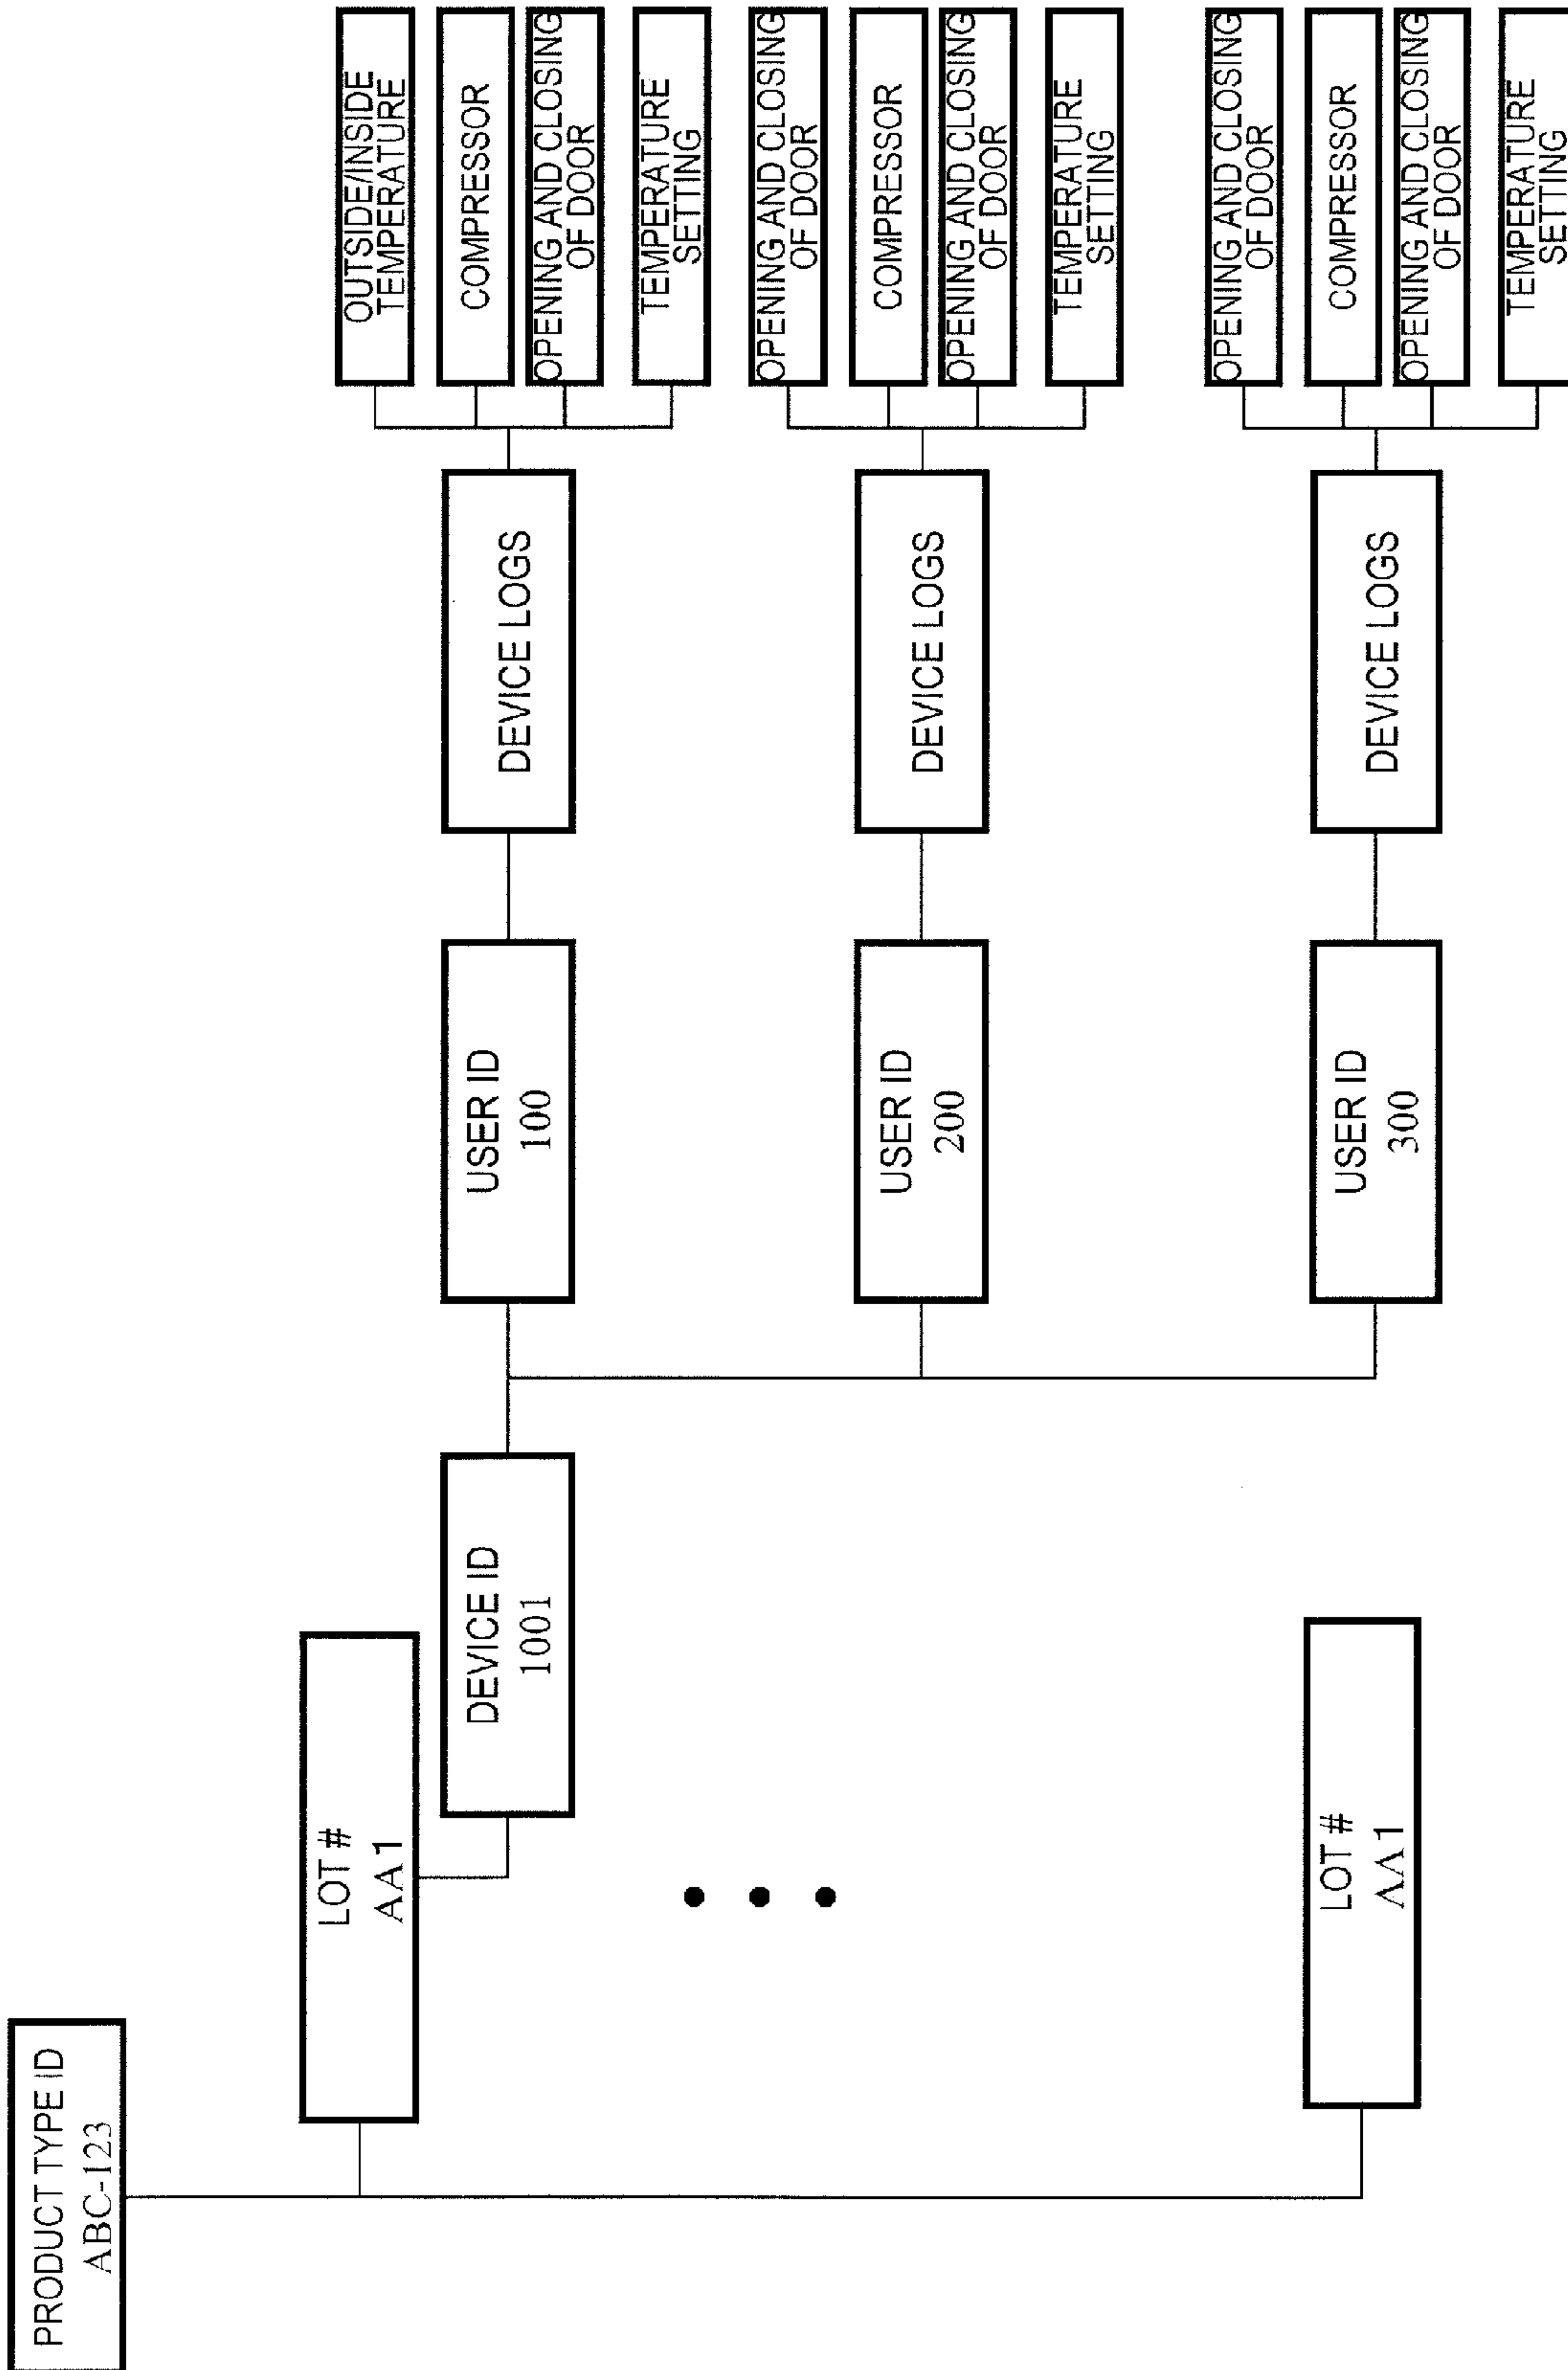 PRODUCT TYPE ID
ABC-123
LOT #
AA1
DEVICE ID
1001
USER ID
100
DEVICE LOGS
OUTSIDE/INSIDE
TEMPERATURE
COMPRESSOR
OPENING AND CLOSING
OF DOOR
TEMPERATURE
SETTING
USER ID
200
DEVICE LOGS
OPENING AND CLOSING
OF DOOR
COMPRESSOR
OPENING AND CLOSING
OF DOOR
TEMPERATURE
SETTING
LOT #
AA1
USER ID
300
DEVICE LOGS
OPENING AND CLOSING
OF DOOR
COMPRESSOR
OPENING AND CLOSING
OF DOOR
TEMPERATURE
SETTING